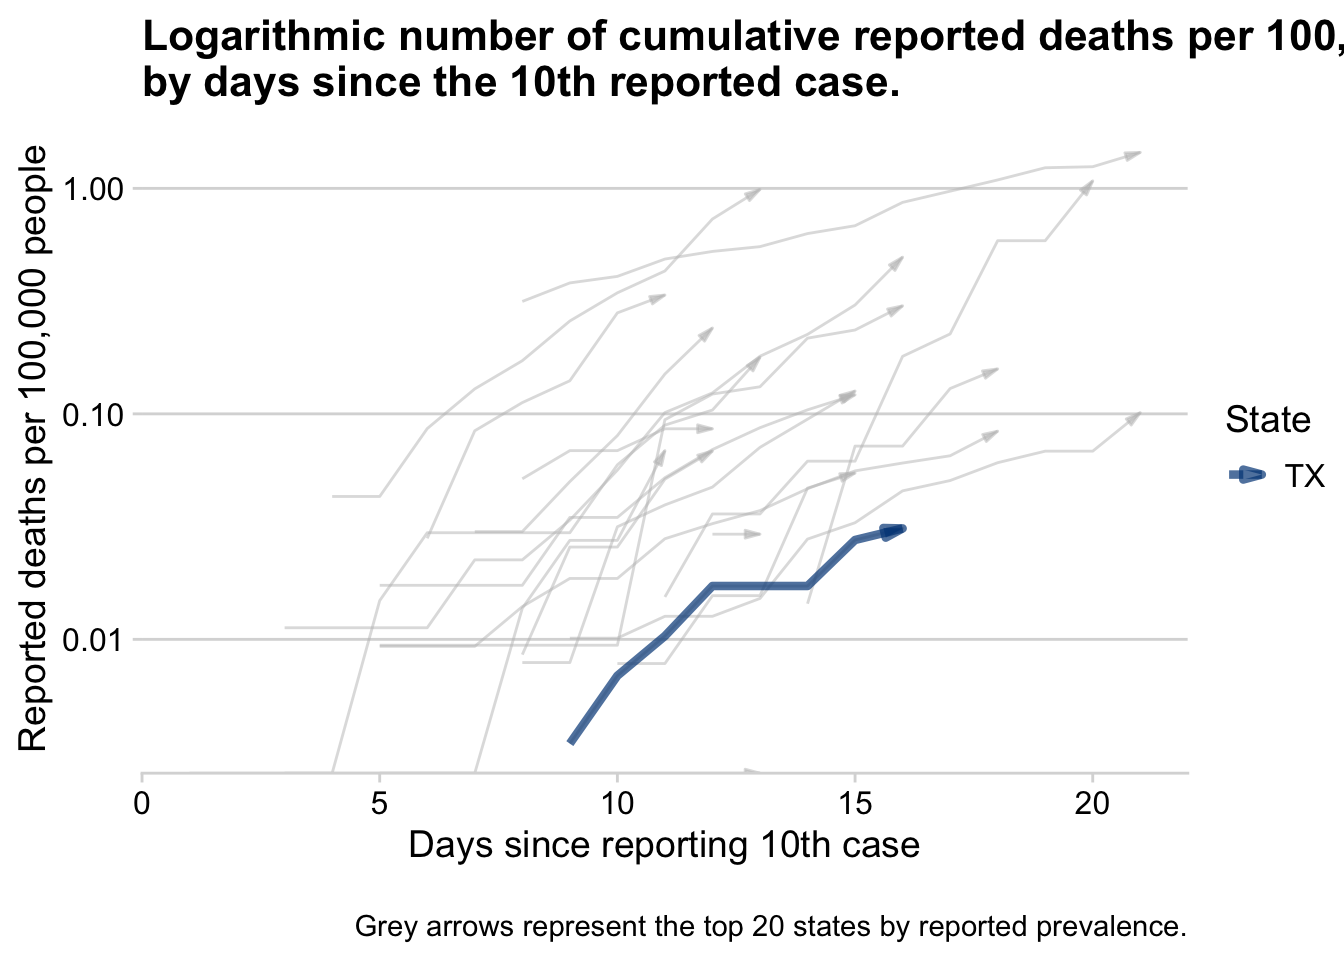 Logarithmic number of cumulative reported deaths per 100,
by days since the 10th reported case.
Reported deaths per 100,000 people
1.00
0.10
0.01
0
5
10
15
20
Days since reporting 10th case
State
TX
Grey arrows represent the top 20 states by reported prevalence.